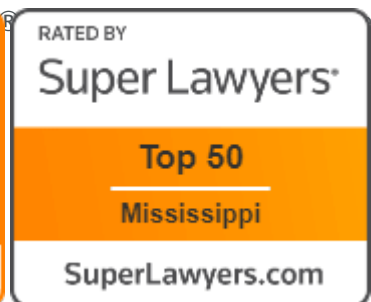 ®
RATED BY
Super Lawyers®
Top 50
Mississippi
SuperLawyers.com